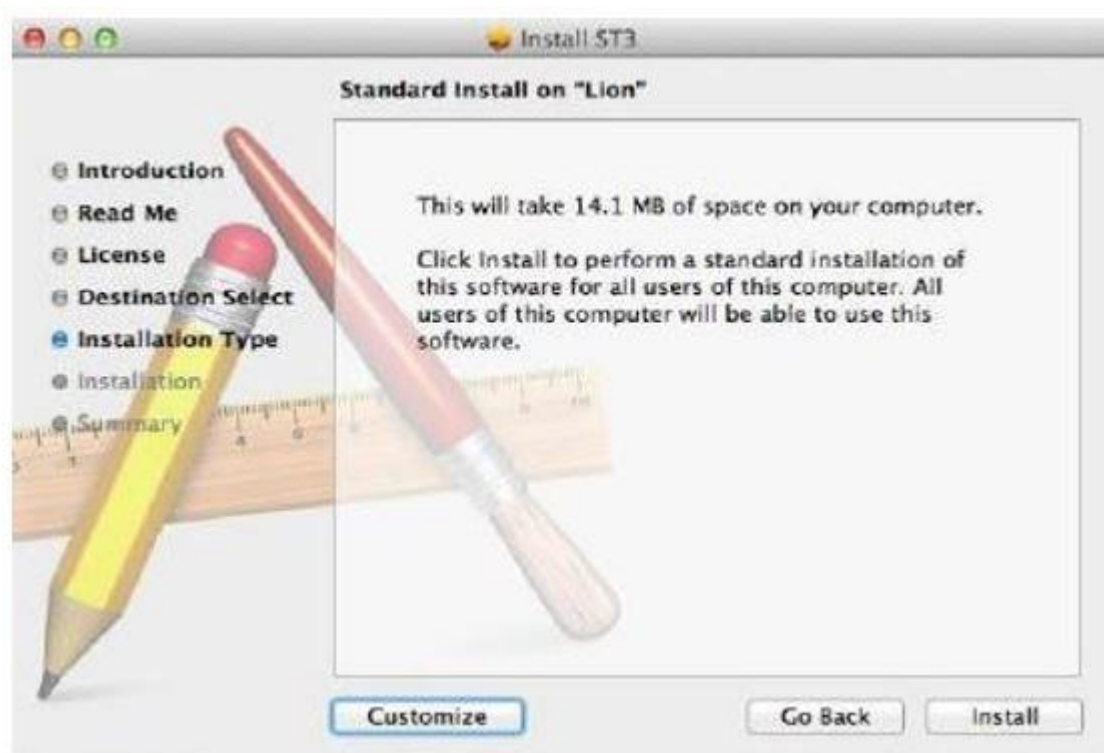 Install ST3
Standard Install on "Lion"
Introduction
Read Me
License
Destination Select
Installation Type
Installation
Summary
This will take 14.1 MB of space on your computer.
Click Install to perform a standard installation of
this software for all users of this computer. All
users of this computer will be able to use this
software.
Customize
Go Back
Install